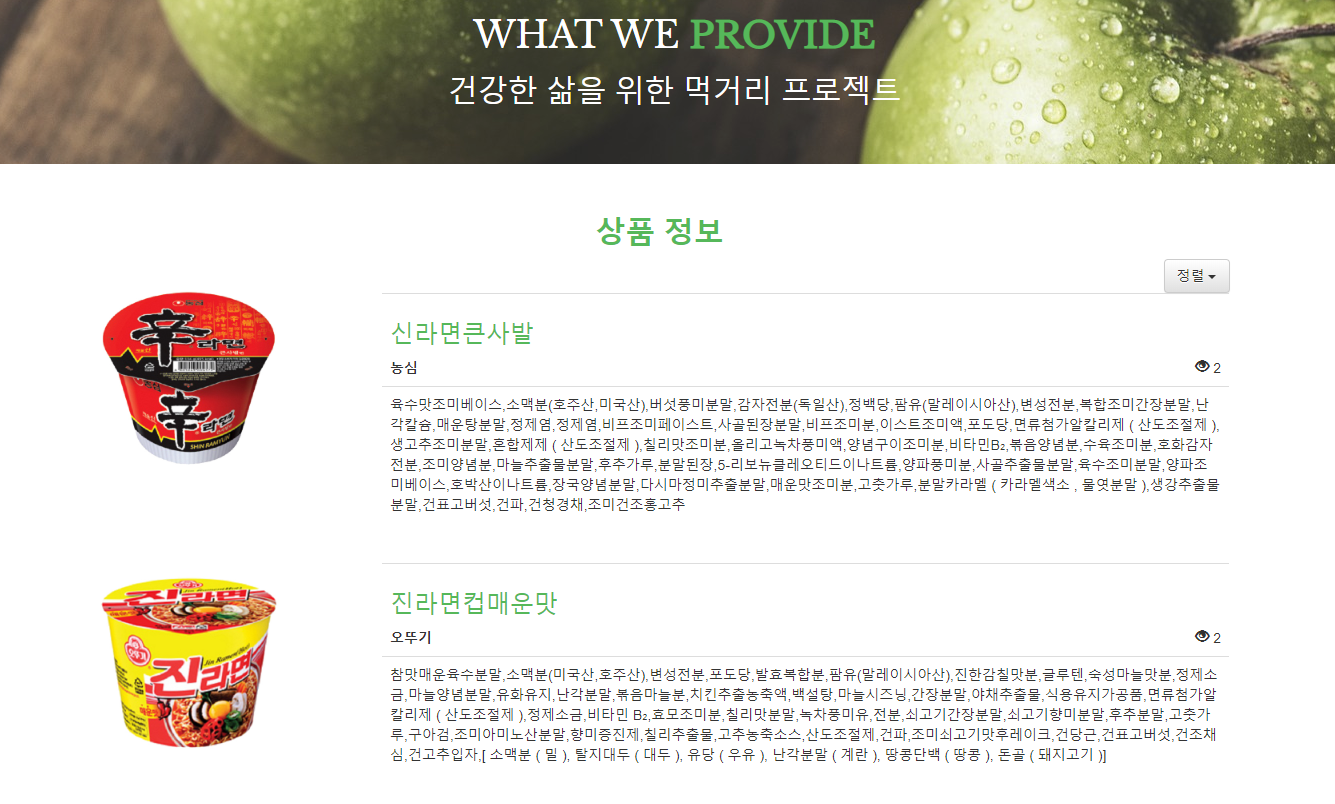 WHAT WE PROVIDE
건강한 삶을 위한 먹거리 프로젝트
상품 정보
정렬
신라면큰사발
농심
2
육수맛조미베이스,소맥분(호주산,미국산),버섯풍미분말,감자전분(독일산),정백당,팜유(말레이시아산),변성전분,복합조미간장분말,난
각칼슘,매운탕분말,정제염,정제염,비프조미페이스트,사골된장분말,비프조미분,이스트조미액,포도당,면류첨가알칼리제 ( 산도조절제 ),
생고추조미분말,혼합제제 ( 산도조절제 ),칠리맛조미분,올리고녹차풍미액,양념구이조미분,비타민B₂,볶음양념분,수육조미분,호화감자
전분,조미양념분,마늘추출물분말,후추가루,분말된장,5-리보뉴클레오티드이나트륨,양파풍미분,사골추출물분말,육수조미분말,양파조
미베이스,호박산이나트륨,장국양념분말,다시마정미추출분말,매운맛조미분,고춧가루,분말카라멜 ( 카라멜색소 , 물엿분말 ),생강추출물
분말,건표고버섯,건파,건청경채,조미건조홍고추
辛라면
큰사발
농심
辛라면
SHIN RAMYUN
진라면컵매운맛
오뚜기
2
참맛매운육수분말,소맥분(미국산,호주산),변성전분,포도당,발효복합분,팜유(말레이시아산),진한감칠맛분,글루텐,숙성마늘맛분,정제소
금,마늘양념분말,유화유지,난각분말,볶음마늘분,치킨추출농축액,백설탕,마늘시즈닝,간장분말,야채추출물,식용유지가공품,면류첨가알
칼리제 ( 산도조절제 ),정제소금,비타민 B₂,효모조미분,칠리맛분말,녹차풍미유,전분,쇠고기간장분말,쇠고기향미분말,후추분말,고춧가
루,구아검,조미아미노산분말,향미증진제,칠리추출물,고추농축소스,산도조절제,건파,조미쇠고기맛후레이크,건당근,건표고버섯,건조채
심,건고추입자,[ 소맥분 ( 밀 ), 탈지대두 ( 대두 ), 유당 ( 우유 ), 난각분말 ( 계란 ), 땅콩단백 ( 땅콩 ), 돈골 ( 돼지고기 )]
진라면
오뚜기
Jin Ramen(Hot)
진라면
매운맛